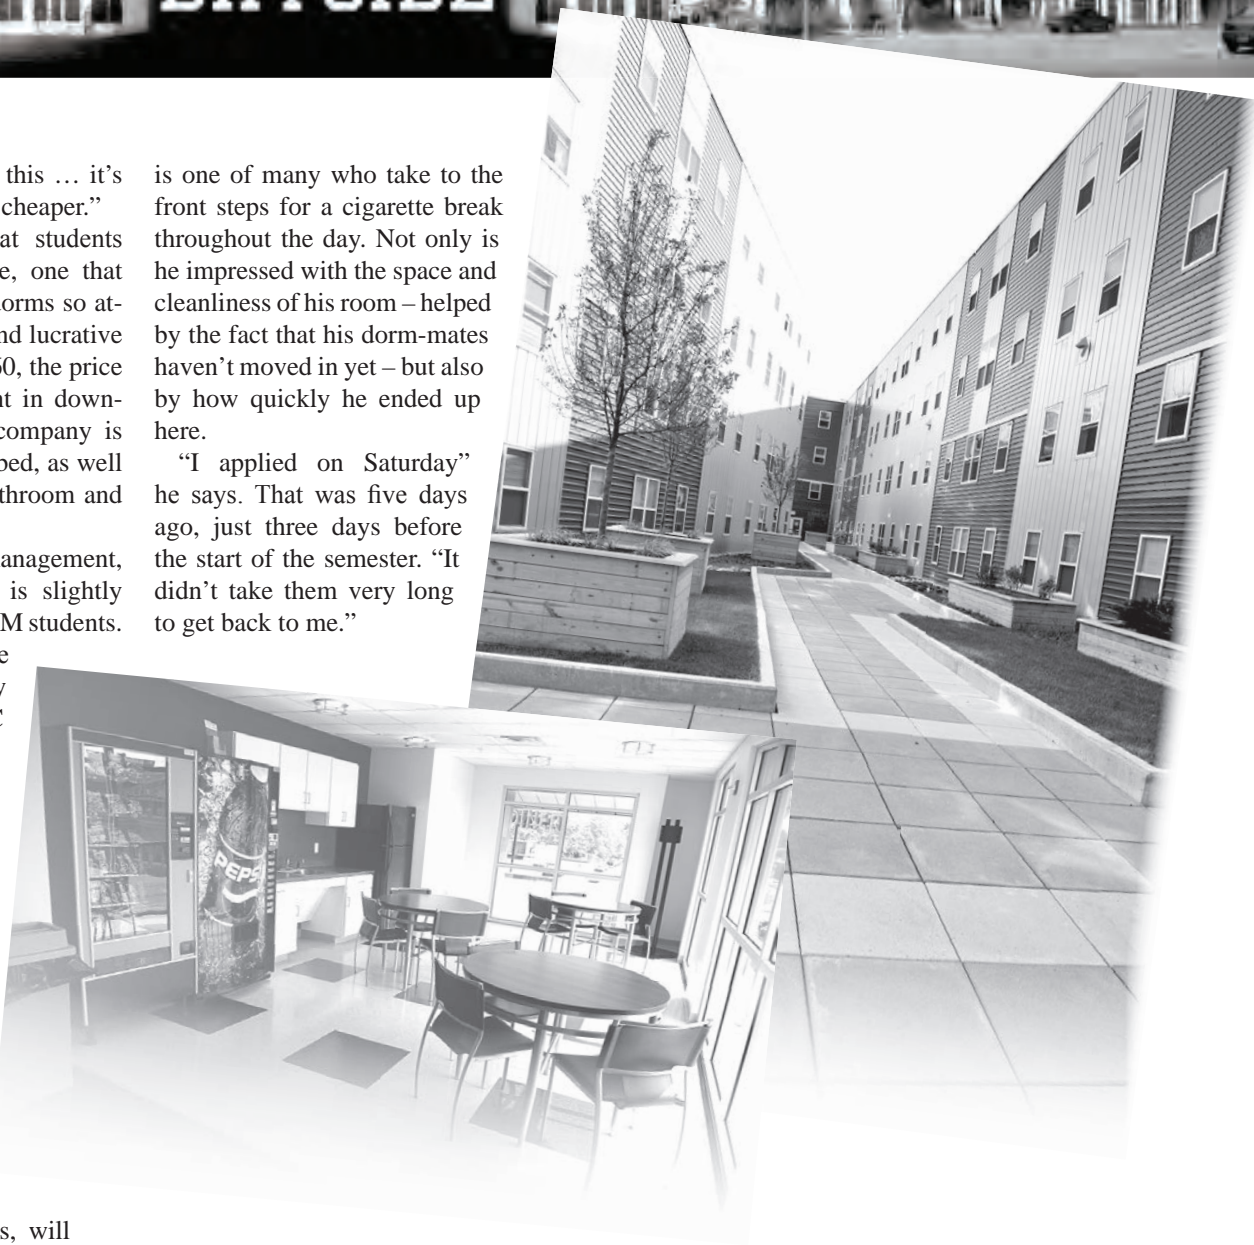 this … it's
cheaper.”
at students
e, one that
dorms so at-
nd lucrative
60, the price
nt in down-
company is
bed, as well
throom and
anagement,
is slightly
M students.
e
y
C
s, will
is one of many who take to the
front steps for a cigarette break
throughout the day. Not only is
he impressed with the space and
cleanliness of his room – helped
by the fact that his dorm-mates
haven't moved in yet – but also
by how quickly he ended up
here.
“I applied on Saturday”
he says. That was five days
ago, just three days before
the start of the semester. “It
didn't take them very long
to get back to me.”
PEPSI